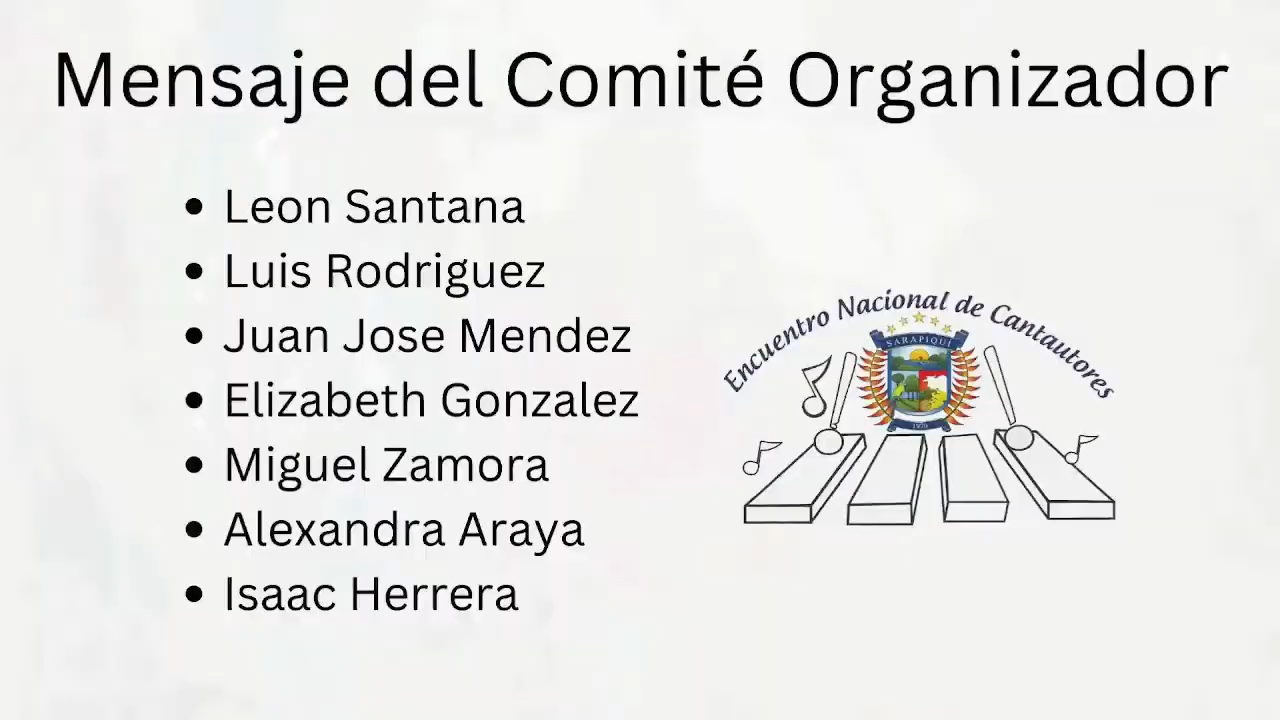 Mensaje del Comité Organizador
• Leon Santana
• Luis Rodriguez
• Juan Jose Mendez
• Elizabeth Gonzalez
• Miguel Zamora
• Alexandra Araya
• Isaac Herrera
Encuentro Nacional de Cantautores
SARAPIQUI
1970